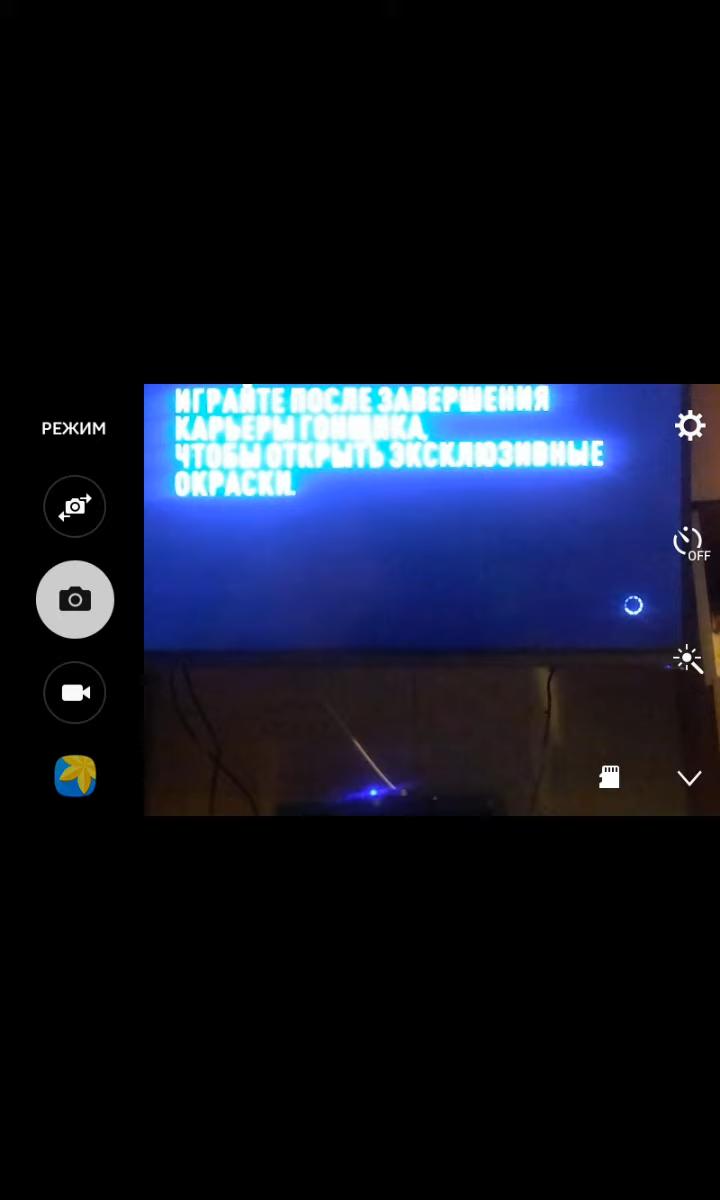 ИГРАЙТЕ ПОСЛЕ ЗАВЕРШЕНИЯ
КАРЬЕРЫ ГОНЩИКА,
ЧТОБЫ ОТКРЫТЬ ЭКСКЛЮЗИВНЫЕ
ОКРАСКИ.
РЕЖИМ
OFF